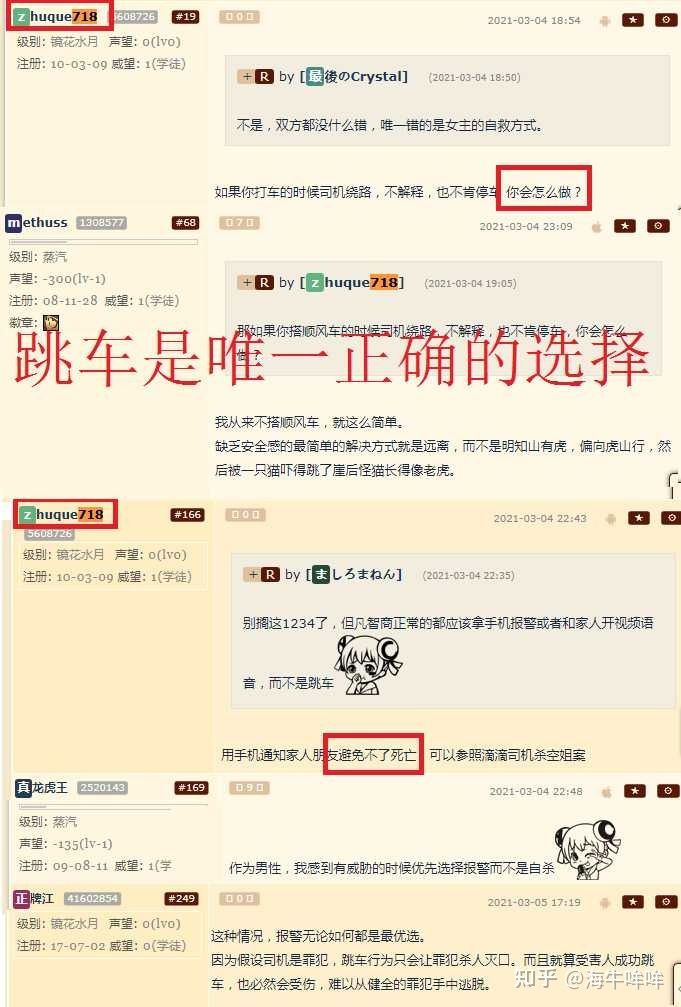 zhuque718 5608726 #19 0 2021-03-04 18:54
级别: 镜花水月 声望: 0(lv0)
注册: 10-03-09 威望: 1(学徒)
+ R by [最後のCrystal] (2021-03-04 18:50)
不是，双方都没什么错，唯一错的是女主的自救方式。
如果你打车的时候司机绕路，不解释，也不肯停车 你会怎么做？
methuss 1308577 #68 7 2021-03-04 23:09
级别: 蒸汽
声望: -300(lv-1)
注册: 08-11-28 威望: 1(学徒)
徽章:
+ R by [zhuque718] (2021-03-04 19:05)
那如果你搭顺风车的时候司机绕路，不解释，也不肯停车，你会怎么
做？
跳车是唯一正确的选择
我从来不搭顺风车，就这么简单。
缺乏安全感的最简单的解决方式就是远离，而不是明知山有虎，偏向虎山行，然
后被一只猫吓得跳了崖后怪猫长得像老虎。
zhuque718 #166 0 2021-03-04 22:43
5608726
级别: 镜花水月 声望: 0(lv0)
注册: 10-03-09 威望: 1(学徒)
+ R by [ましろまねん] (2021-03-04 22:35)
别搁这1234了，但凡智商正常的都应该拿手机报警或者和家人开视频语
音，而不是跳车
用手机通知家人朋友避免不了死亡 可以参照滴滴司机杀空姐案
真龙虎王 2520143 #169 9 2021-03-04 22:48
级别: 蒸汽
声望: -135(lv-1)
注册: 09-08-11 威望: 1(学
作为男性，我感到有威胁的时候优先选择报警而不是自杀
正牌江 41602854 #249 0 2021-03-05 17:19
级别: 镜花水月 声望: 0(lv0)
注册: 17-07-02 威望: 0(学徒)
这种情况，报警无论如何都是最优选。
因为假设司机是罪犯，跳车行为只会让罪犯杀人灭口。而且就算受害人成功跳
车，也必然会受伤，难以从健全的罪犯手中逃脱。
知乎 @海牛哞哞